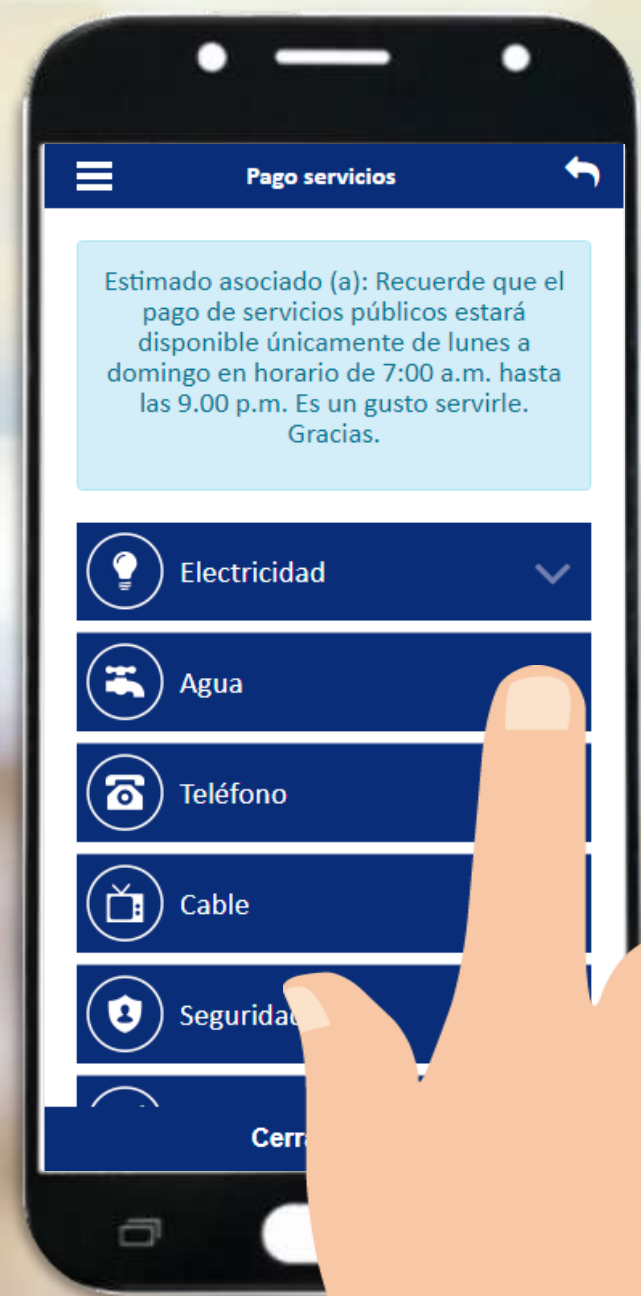 Pago servicios
Estimado asociado (a): Recuerde que el
pago de servicios públicos estará
disponible únicamente de lunes a
domingo en horario de 7:00 a.m. hasta
las 9.00 p.m. Es un gusto servirle.
Gracias.
Electricidad
Agua
Teléfono
Cable